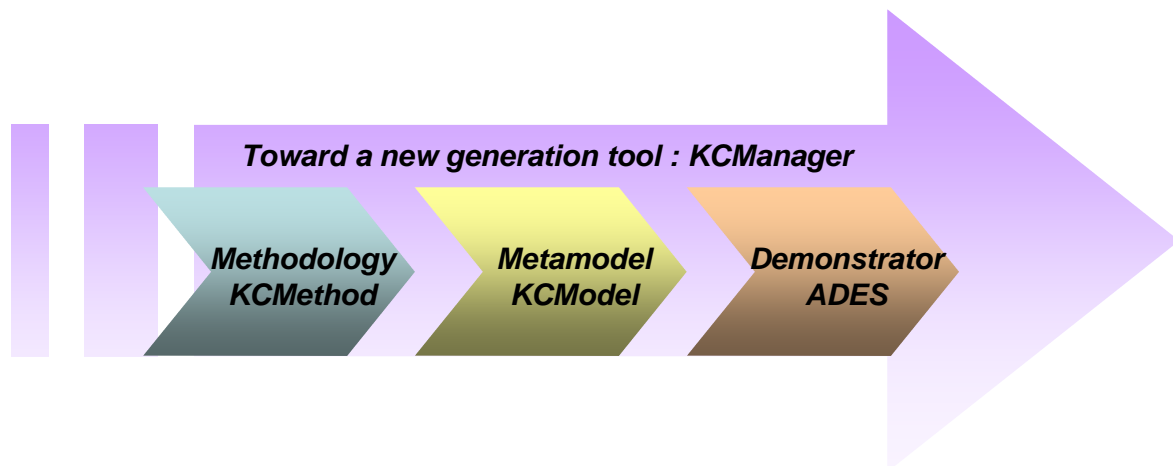 Toward a new generation tool : KCManager
Methodology
KCMethod
Metamodel
KCModel
Demonstrator
ADES